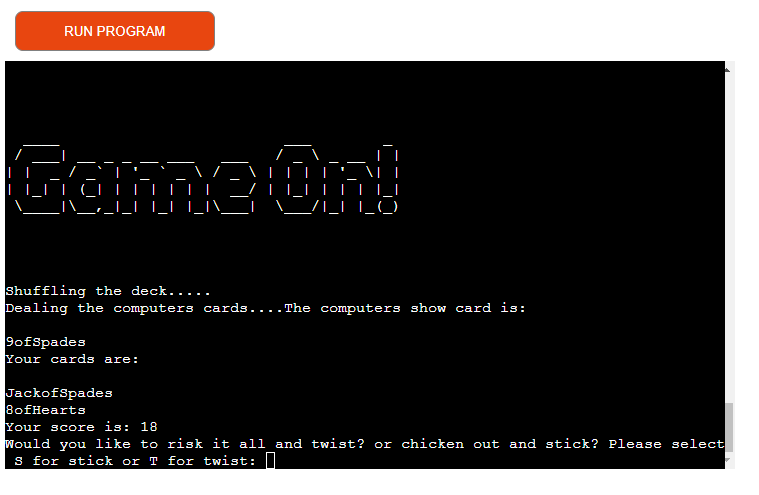 RUN PROGRAM
Game On!
Shuffling the deck.....
Dealing the computers cards....The computers show card is:
9ofSpades
Your cards are:
JackofSpades
8ofHearts
Your score is: 18
Would you like to risk it all and twist? or chicken out and stick? Please select
S for stick or T for twist: